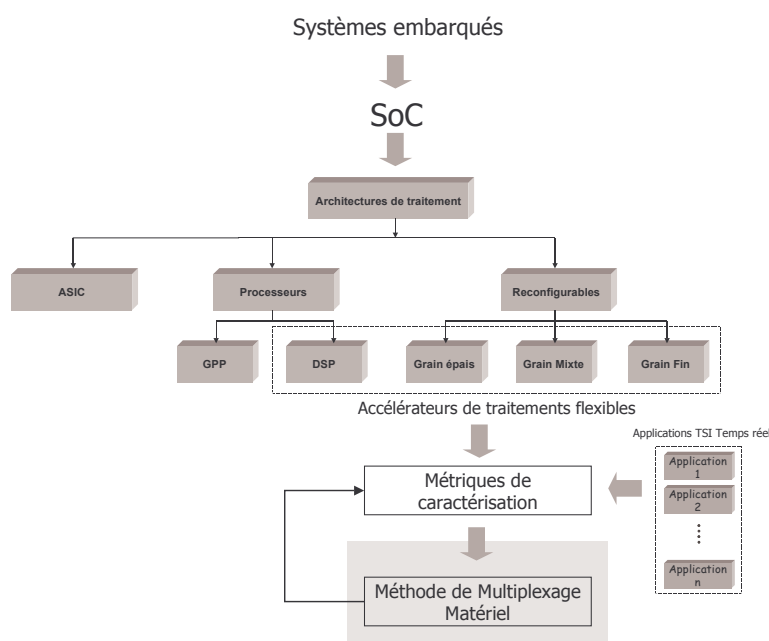 Systèmes embarqués
SoC
Architectures de traitement
ASIC
Processeurs
Reconfigurables
GPP
DSP
Grain épais
Grain Mixte
Grain Fin
Accélérateurs de traitements flexibles
Applications TSI Temps réel
Application
1
Application
2
Application
n
Métriques de
caractérisation
Méthode de Multiplexage
Matériel